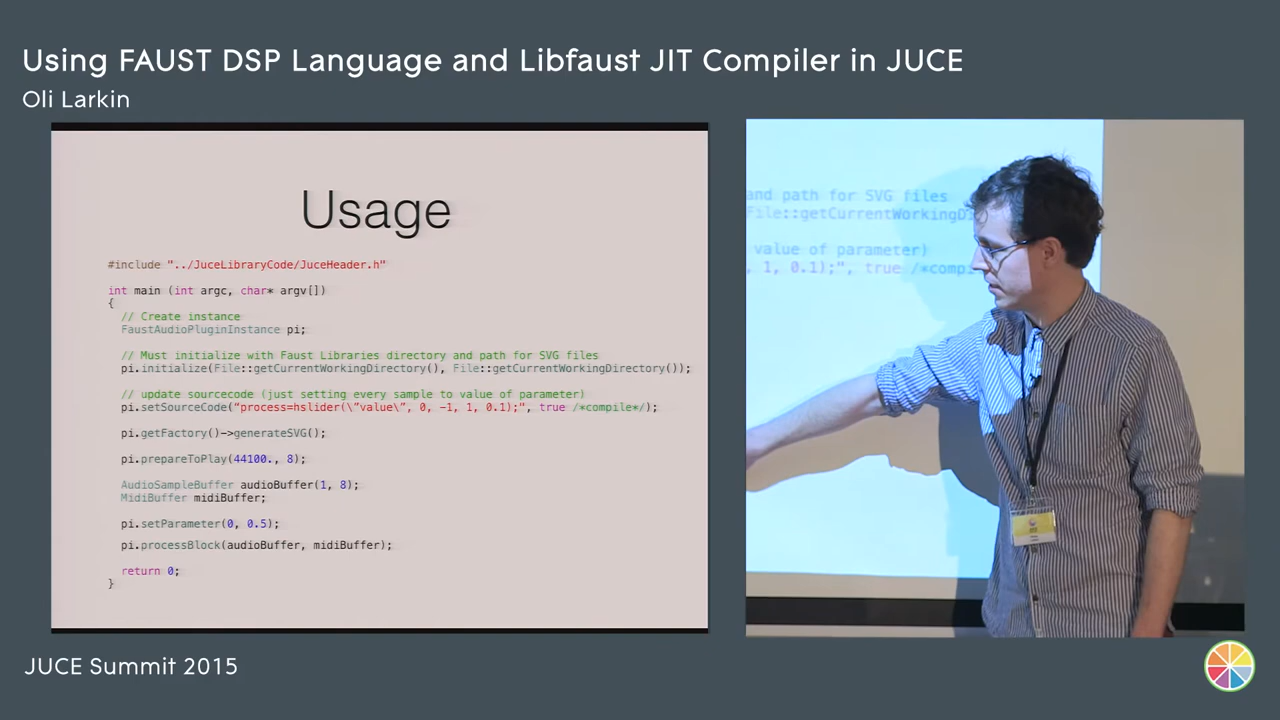 Using FAUST DSP Language and Libfaust JIT Compiler in JUCE
Oli Larkin
Usage
#include "../JuceLibraryCode/JuceHeader.h"
int main (int argc, char* argv[])
{
// Create instance
FaustAudioPluginInstance pi;
// Must initialize with Faust Libraries directory and path for SVG files
pi.initialize(File::getCurrentWorkingDirectory(), File::getCurrentWorkingDirectory());
// update sourcecode (just setting every sample to value of parameter)
pi.setSourceCode("process=hslider(\"value\", 0, -1, 1, 0.1);", true /*compile*/);
pi.getFactory()->generateSVG();
pi.prepareToPlay(44100., 8);
AudioSampleBuffer audioBuffer(1, 8);
MidiBuffer midiBuffer;
pi.setParameter(0, 0.5);
pi.processBlock(audioBuffer, midiBuffer);
return 0;
}
and path for SVG files
File::getCurrentWorkingDi
value of parameter)
, 1, 0.1);", true /*compi
JUCE Summit 2015